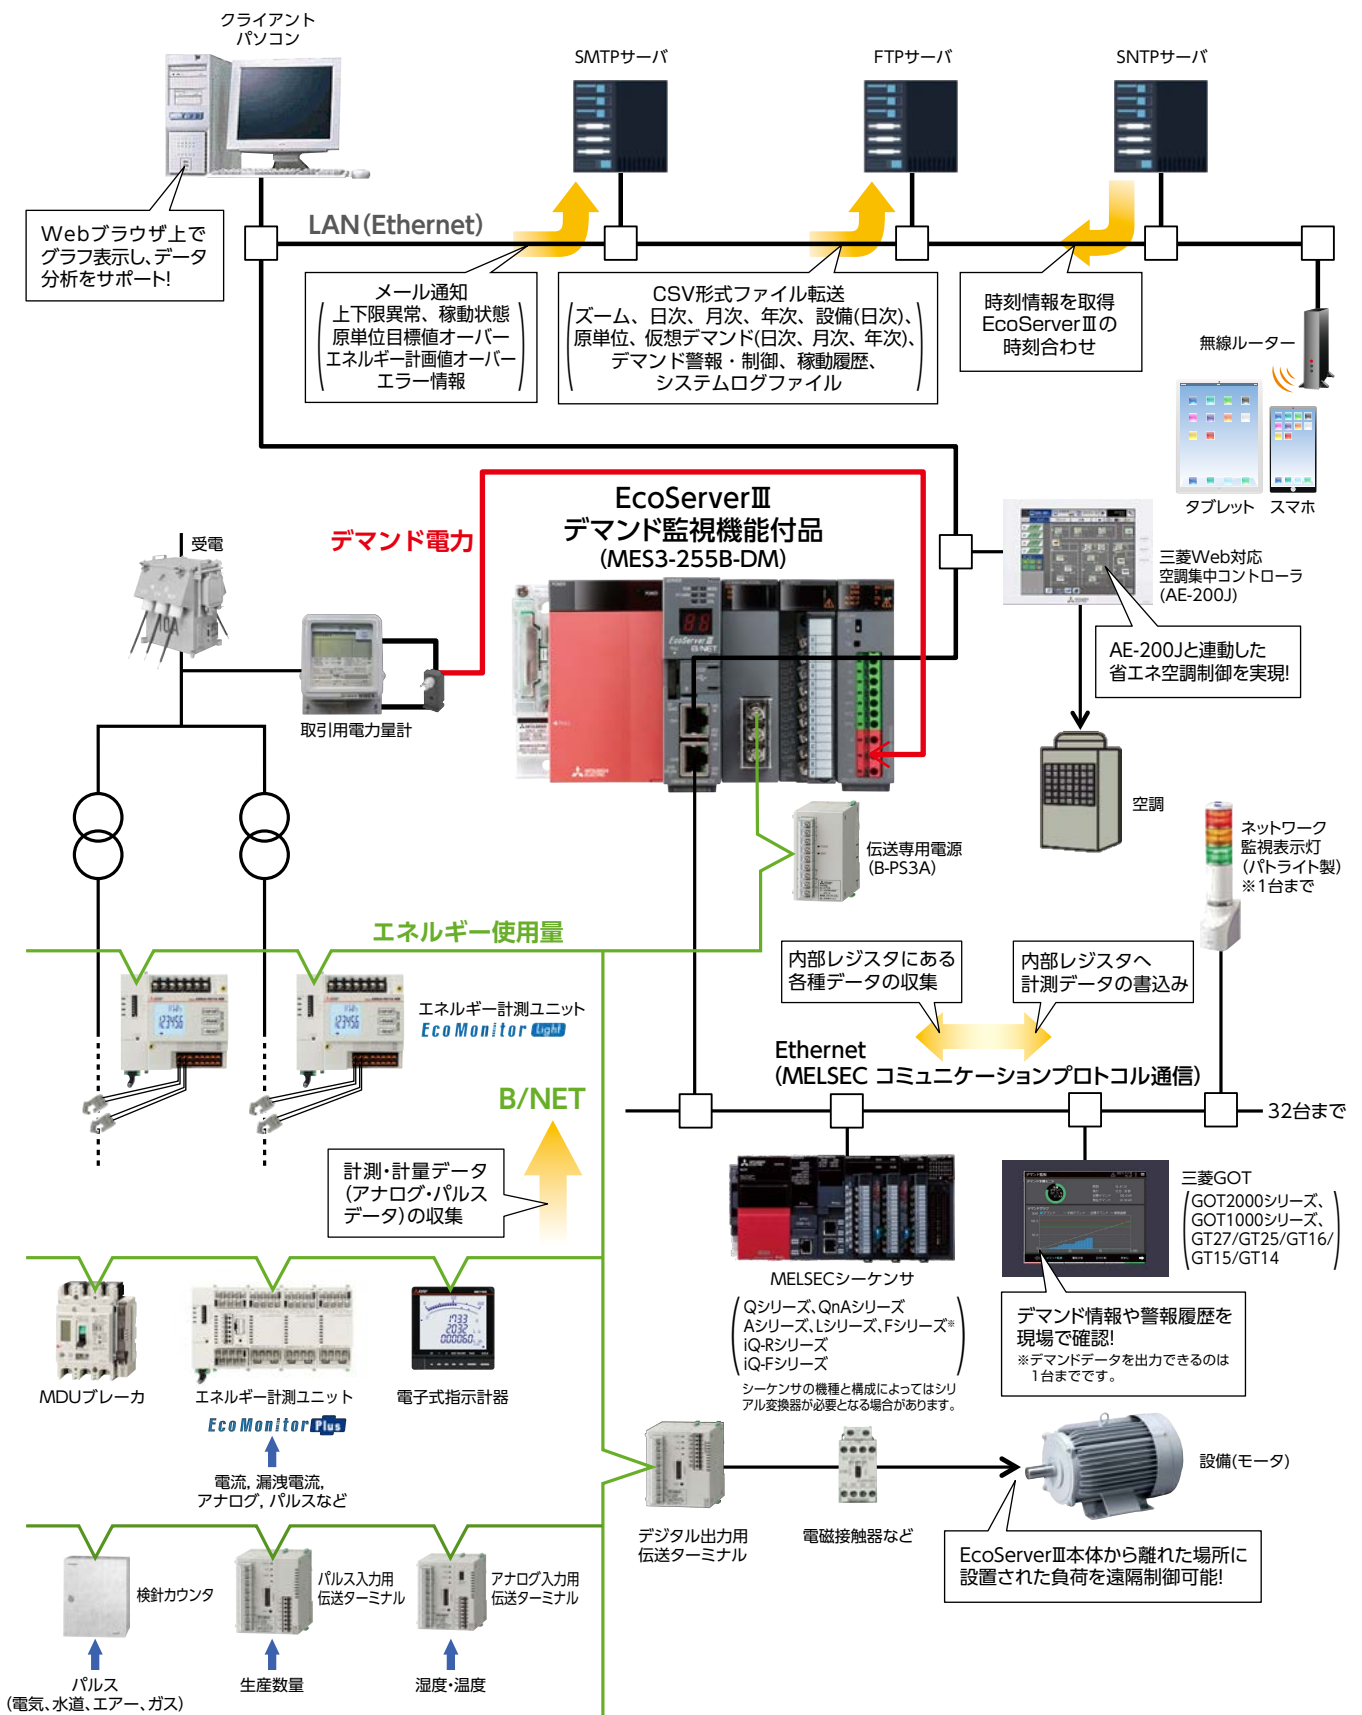 クライアント
パソコン
SMTPサーバ
FTPサーバ
SNTPサーバ
Webブラウザ上で
グラフ表示し、データ
分析をサポート!
LAN(Ethernet)
メール通知
上下限異常、稼動状態
原単位目標値オーバー
エネルギー計画値オーバー
エラー情報
CSV形式ファイル転送
ズーム、日次、月次、年次、設備(日次)、
原単位、仮想デマンド(日次、月次、年次)、
デマンド警報・制御、稼動履歴、
システムログファイル
時刻情報を取得
EcoServerⅢの
時刻合わせ
無線ルーター
タブレット
スマホ
受電
デマンド電力
EcoServerⅢ
デマンド監視機能付品
(MES3-255B-DM)
三菱Web対応
空調集中コントローラ
(AE-200J)
AE-200Jと連動した
省エネ空調制御を実現!
取引用電力量計
EcoServerⅢ
B/NET
MITSUBISHI
ELECTRIC
空調
伝送専用電源
(B-PS3A)
ネットワーク
監視表示灯
(パトライト製)
※1台まで
エネルギー使用量
エネルギー計測ユニット
EcoMonitor Light
内部レジスタにある
各種データの収集
内部レジスタへ
計測データの書込み
Ethernet
(MELSEC コミュニケーションプロトコル通信)
32台まで
B/NET
計測・計量データ
(アナログ・パルス
データ)の収集
MELSECシーケンサ
Qシリーズ、QnAシリーズ
Aシリーズ、Lシリーズ、Fシリーズ※
iQ-Rシリーズ
iQ-Fシリーズ
シーケンサの機種と構成によってはシリ
アル変換器が必要となる場合があります。
三菱GOT
GOT2000シリーズ、
GOT1000シリーズ、
GT27/GT25/GT16/
GT15/GT14
デマンド情報や警報履歴を
現場で確認!
※デマンドデータを出力できるのは
1台までです。
MDUブレーカ
エネルギー計測ユニット
EcoMonitor Plus
電子式指示計器
電流, 漏洩電流,
アナログ, パルスなど
デジタル出力用
伝送ターミナル
電磁接触器など
設備(モータ)
EcoServerⅢ本体から離れた場所に
設置された負荷を遠隔制御可能!
検針カウンタ
パルス入力用
伝送ターミナル
アナログ入力用
伝送ターミナル
パルス
(電気、水道、エアー、ガス)
生産数量
湿度・温度